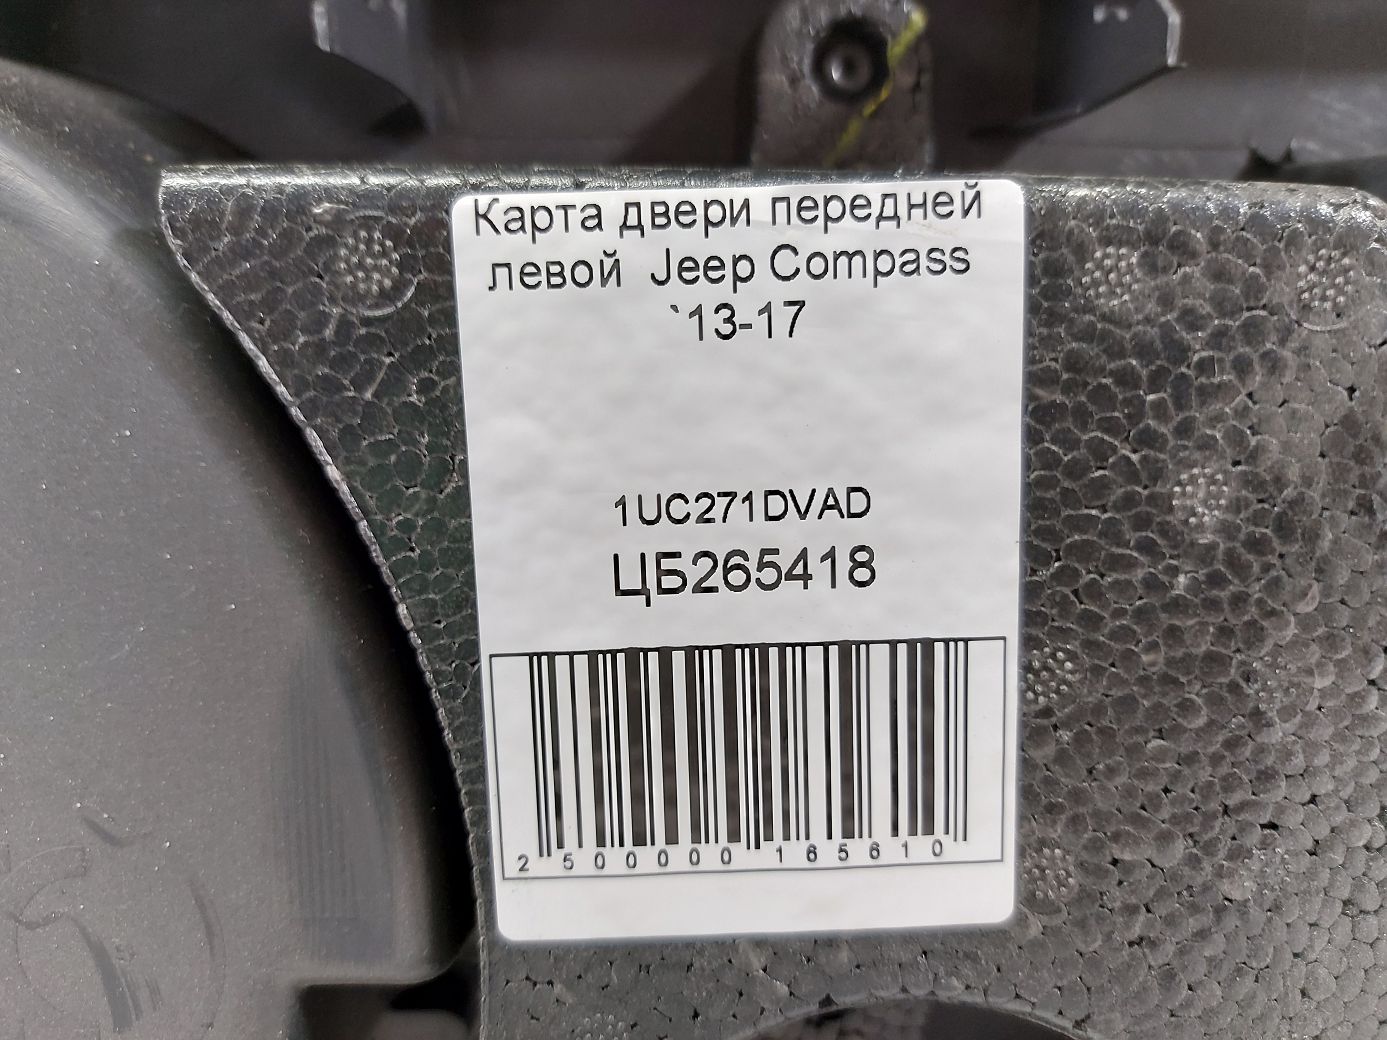 Карта двери передней
левой Jeep Compass
`13-17
1UC271DVAD
ЦБ265418
2 500000 165610